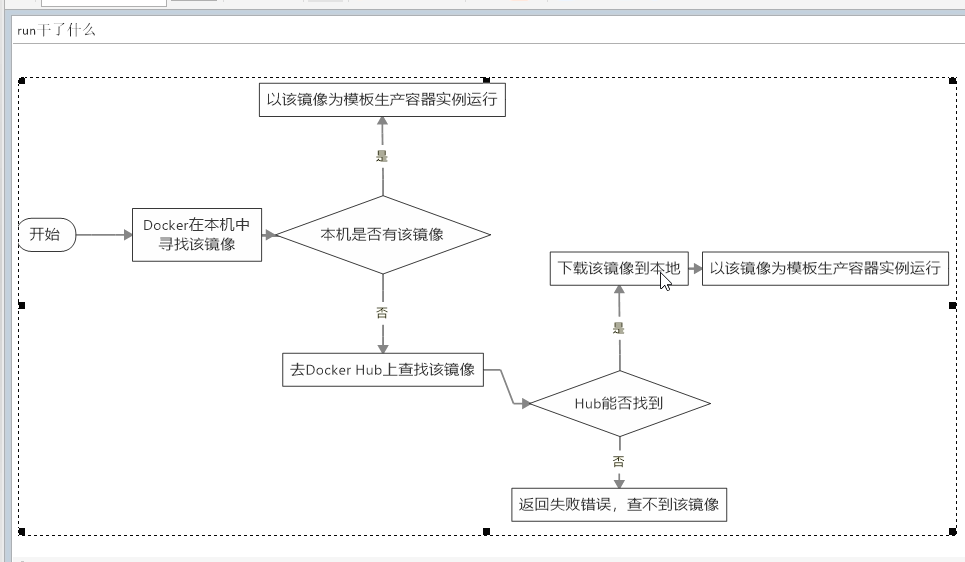 run干了什么
以该镜像为模板生产容器实例运行
是
开始
Docker在本机中
寻找该镜像
本机是否有该镜像
下载该镜像到本地
以该镜像为模板生产容器实例运行
否
是
去Docker Hub上查找该镜像
Hub能否找到
否
返回失败错误，查不到该镜像